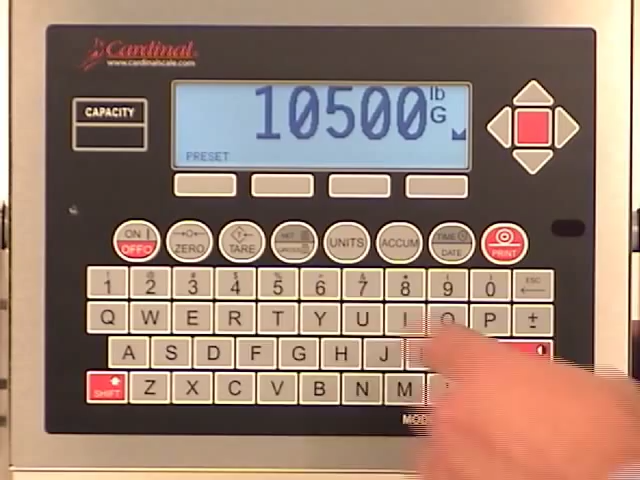 Cardinal
www.cardinalscale.com
CAPACITY
10500 lb G
PRESET
ON | OFF
→0← ZERO
TARE
NET GROSS
UNITS
ACCUM
TIME DATE
PRINT
1 2 3 4 5 6 7 8 9 0 ESC
Q W E R T Y U I O P ±
A S D F G H J
SHIFT Z X C V B N M
MOD